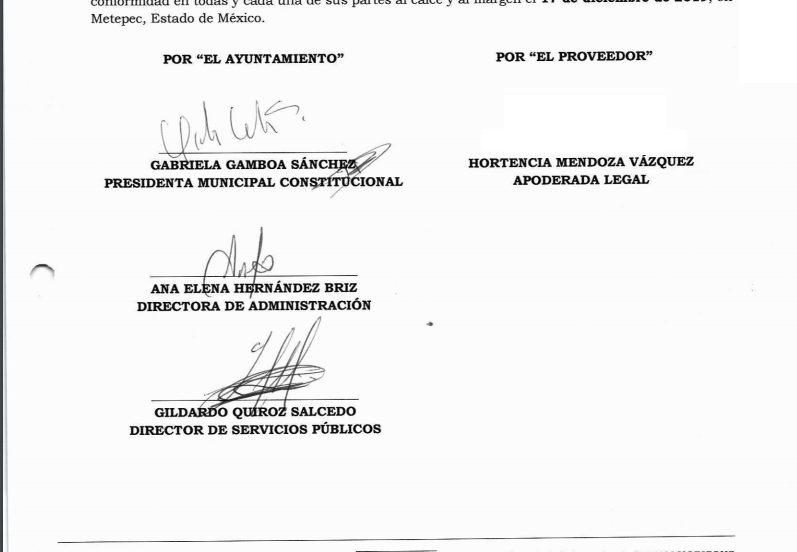 conformidad en todas y cada una de sus partes al calce y al margen el 17 de diciembre de 2019, en
Metepec, Estado de México.
POR “EL AYUNTAMIENTO”
POR “EL PROVEEDOR”
GABRIELA GAMBOA SÁNCHEZ
PRESIDENTA MUNICIPAL CONSTITUCIONAL
HORTENCIA MENDOZA VÁZQUEZ
APODERADA LEGAL
ANA ELENA HERNÁNDEZ BRIZ
DIRECTORA DE ADMINISTRACIÓN
GILDARDO QUIROZ SALCEDO
DIRECTOR DE SERVICIOS PÚBLICOS